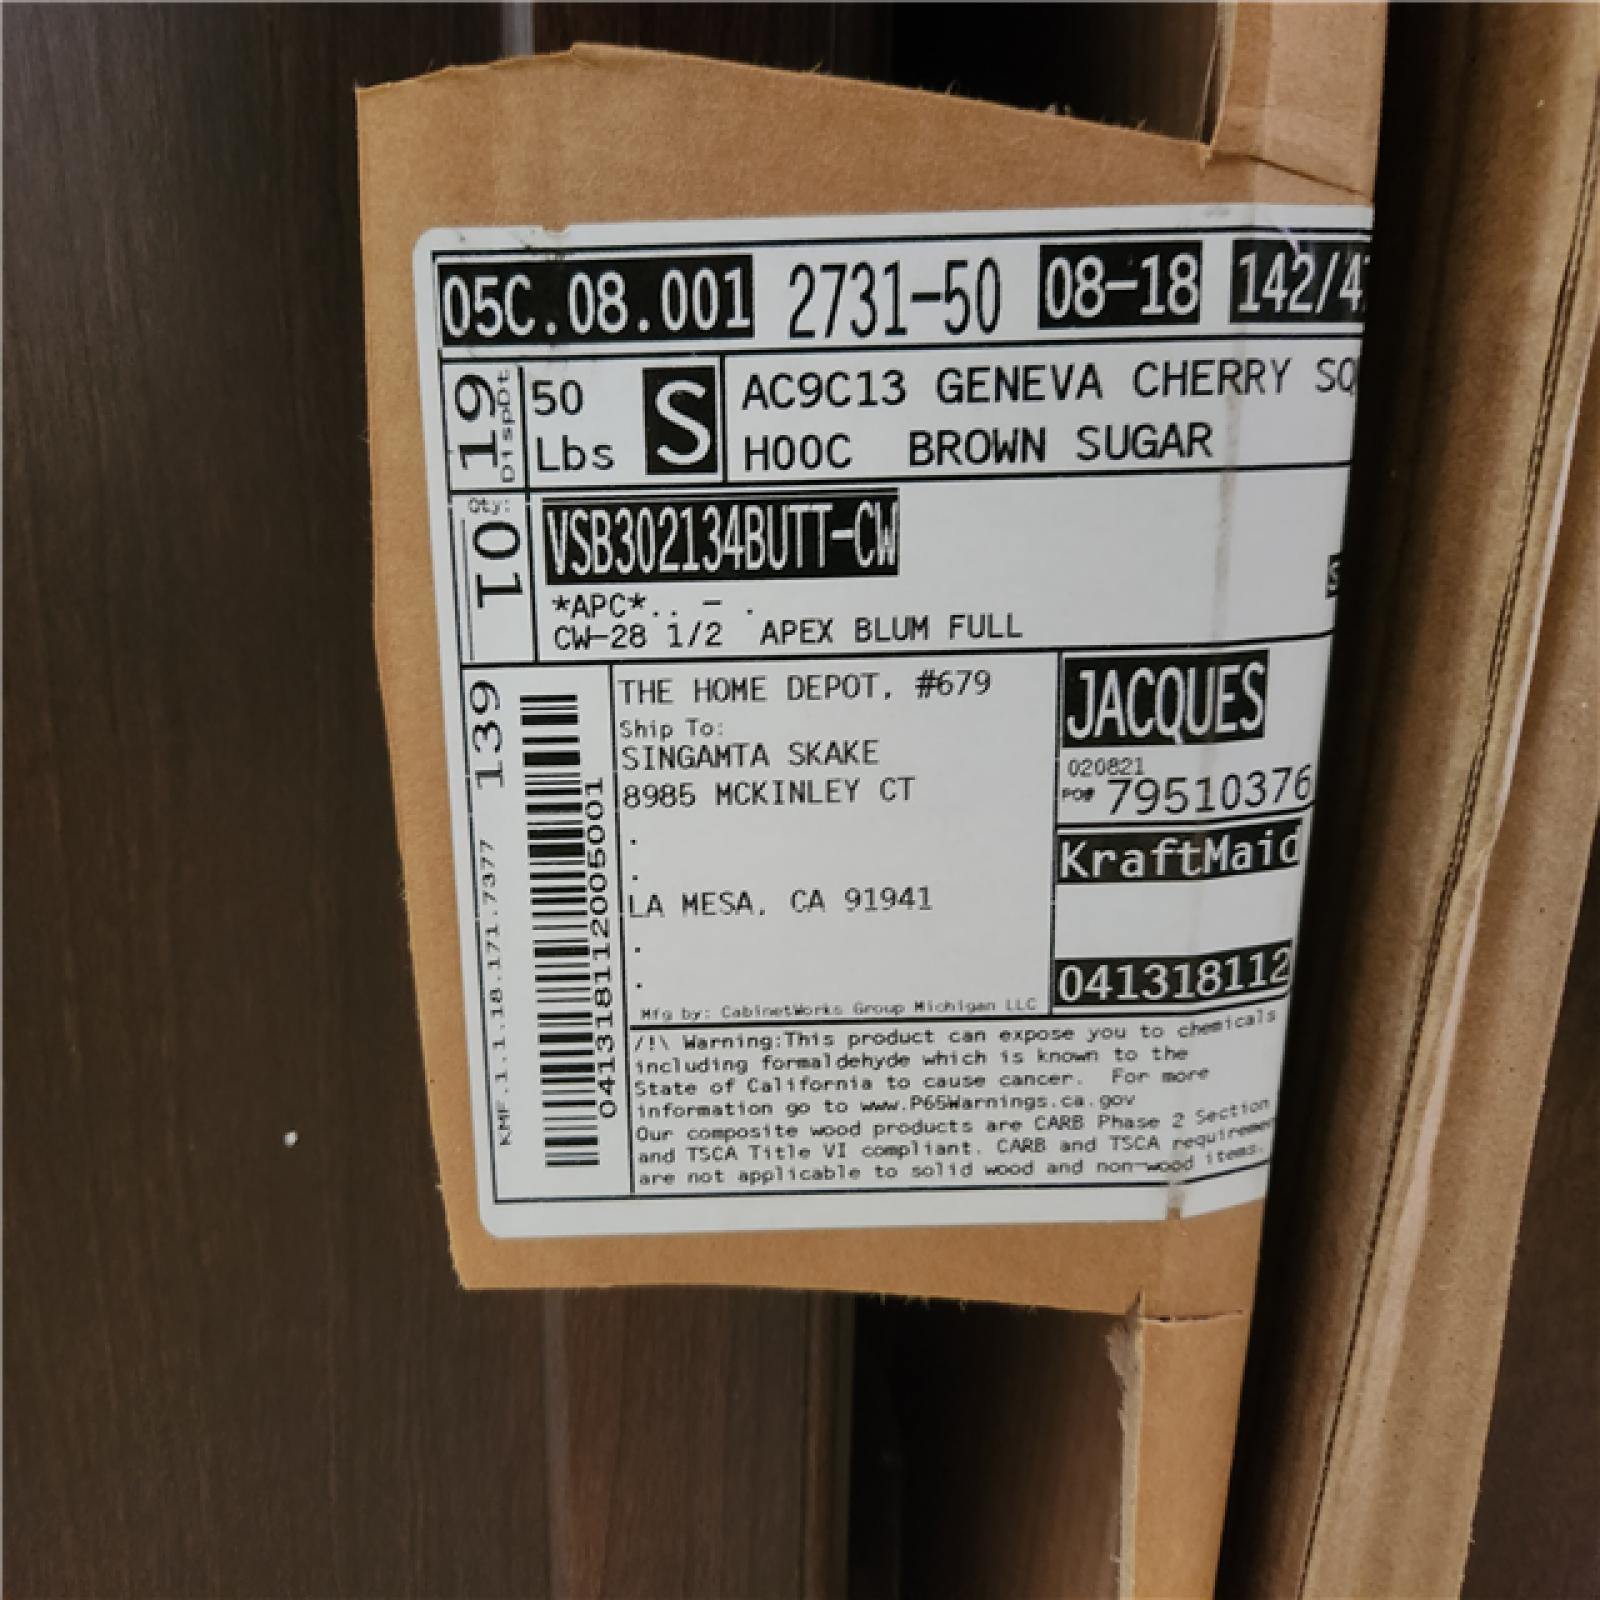 05C.08.001 2731-50 08-18 142/4
19 DispDt
50 Lbs S
AC9C13 GENEVA CHERRY SQ
H00C BROWN SUGAR
Qty: 10
VSB302134BUTT-CW
*APC*.. - .
CW-28 1/2 APEX BLUM FULL
139
KMF.1.1.18.171.7377
041318112005001
THE HOME DEPOT, #679
Ship To:
SINGAMTA SKAKE
8985 MCKINLEY CT
.
.
LA MESA, CA 91941
.
.
Mfg by: CabinetWorks Group Michigan LLC
JACQUES
020821
PO# 79510376
KraftMaid
041318112
/!\ Warning:This product can expose you to chemicals
including formaldehyde which is known to the
State of California to cause cancer. For more
information go to www.P65Warnings.ca.gov
Our composite wood products are CARB Phase 2 Section
and TSCA Title VI compliant. CARB and TSCA requiremen
are not applicable to solid wood and non-wood items.